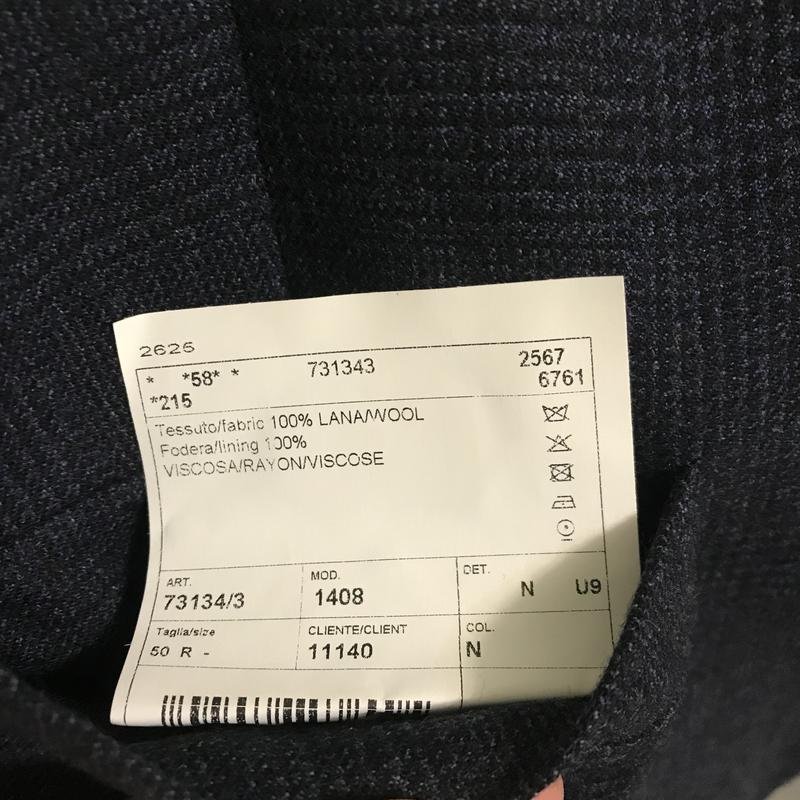 2625
* *58* * 731343 2567
*215 6761
Tessuto/fabric 100% LANA/WOOL
Fodera/lining 100%
VISCOSA/RAYON/VISCOSE
ART. MOD. DET.
73134/3 1408 N U9
Taglia/size CLIENTE/CLIENT COL.
50 R - 11140 N